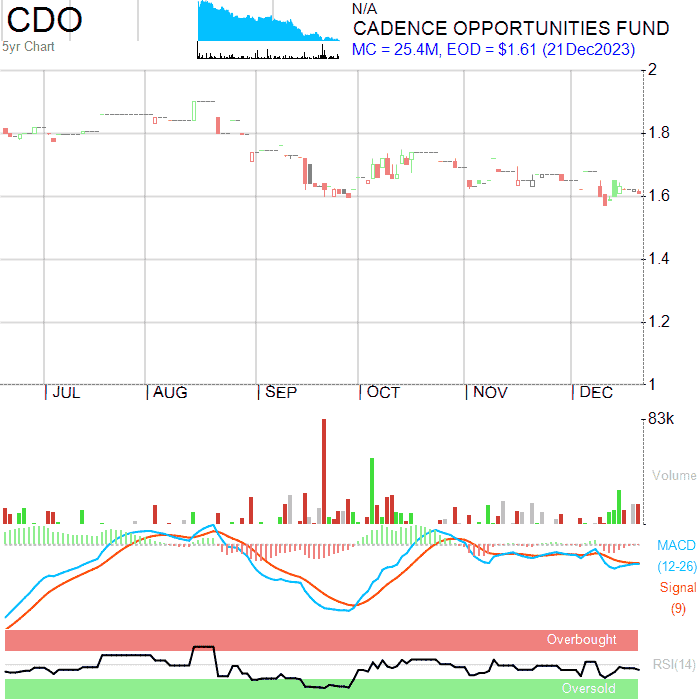 CDO
5yr Chart
N/A
CADENCE OPPORTUNITIES FUND
MC = 25.4M, EOD = $1.61 (21Dec2023)
2
1.8
1.6
1.4
1.2
1
JUL AUG SEP OCT NOV DEC
83k
Volume
MACD
(12-26)
Signal
(9)
Overbought
RSI(14)
Oversold